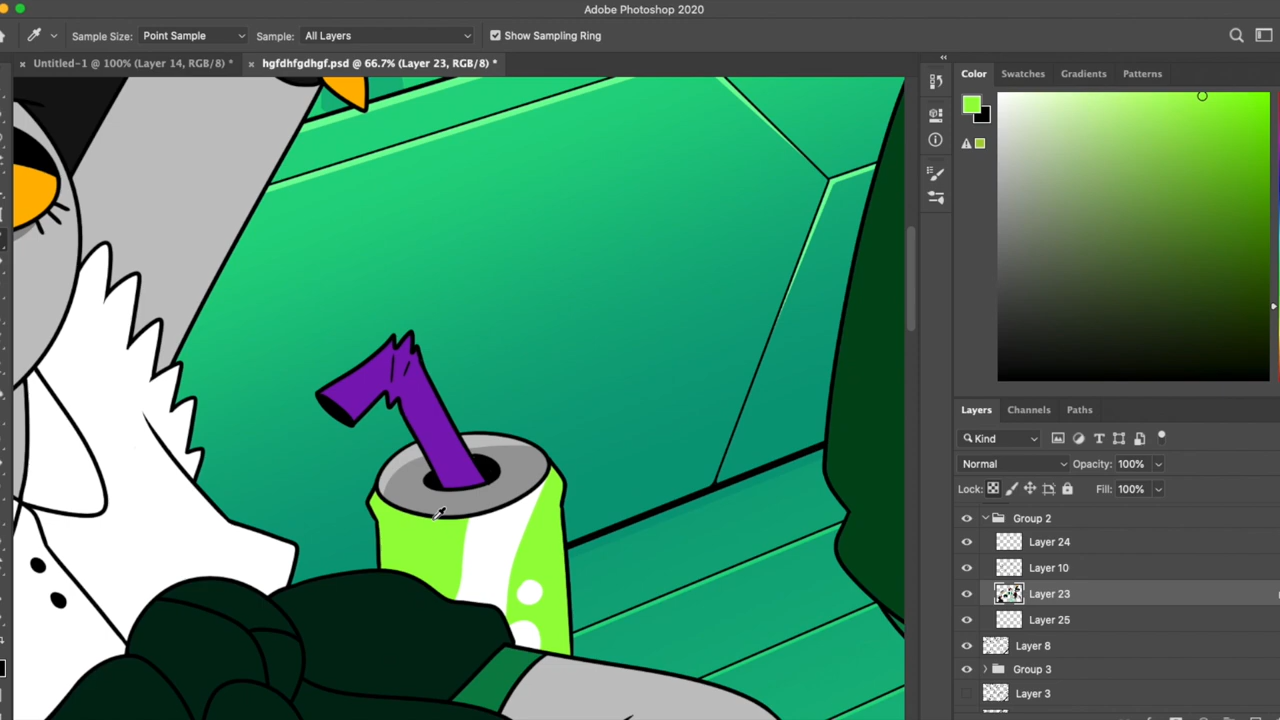 Adobe Photoshop 2020
Sample Size: Point Sample Sample: All Layers Show Sampling Ring
× Untitled-1 @ 100% (Layer 14, RGB/8) * × hgfdhfgdhgf.psd @ 66.7% (Layer 23, RGB/8) *
Color Swatches Gradients Patterns
Layers Channels Paths
Kind
Normal Opacity: 100%
Lock: Fill: 100%
Group 2
Layer 24
Layer 10
Layer 23
Layer 25
Layer 8
Group 3
Layer 3